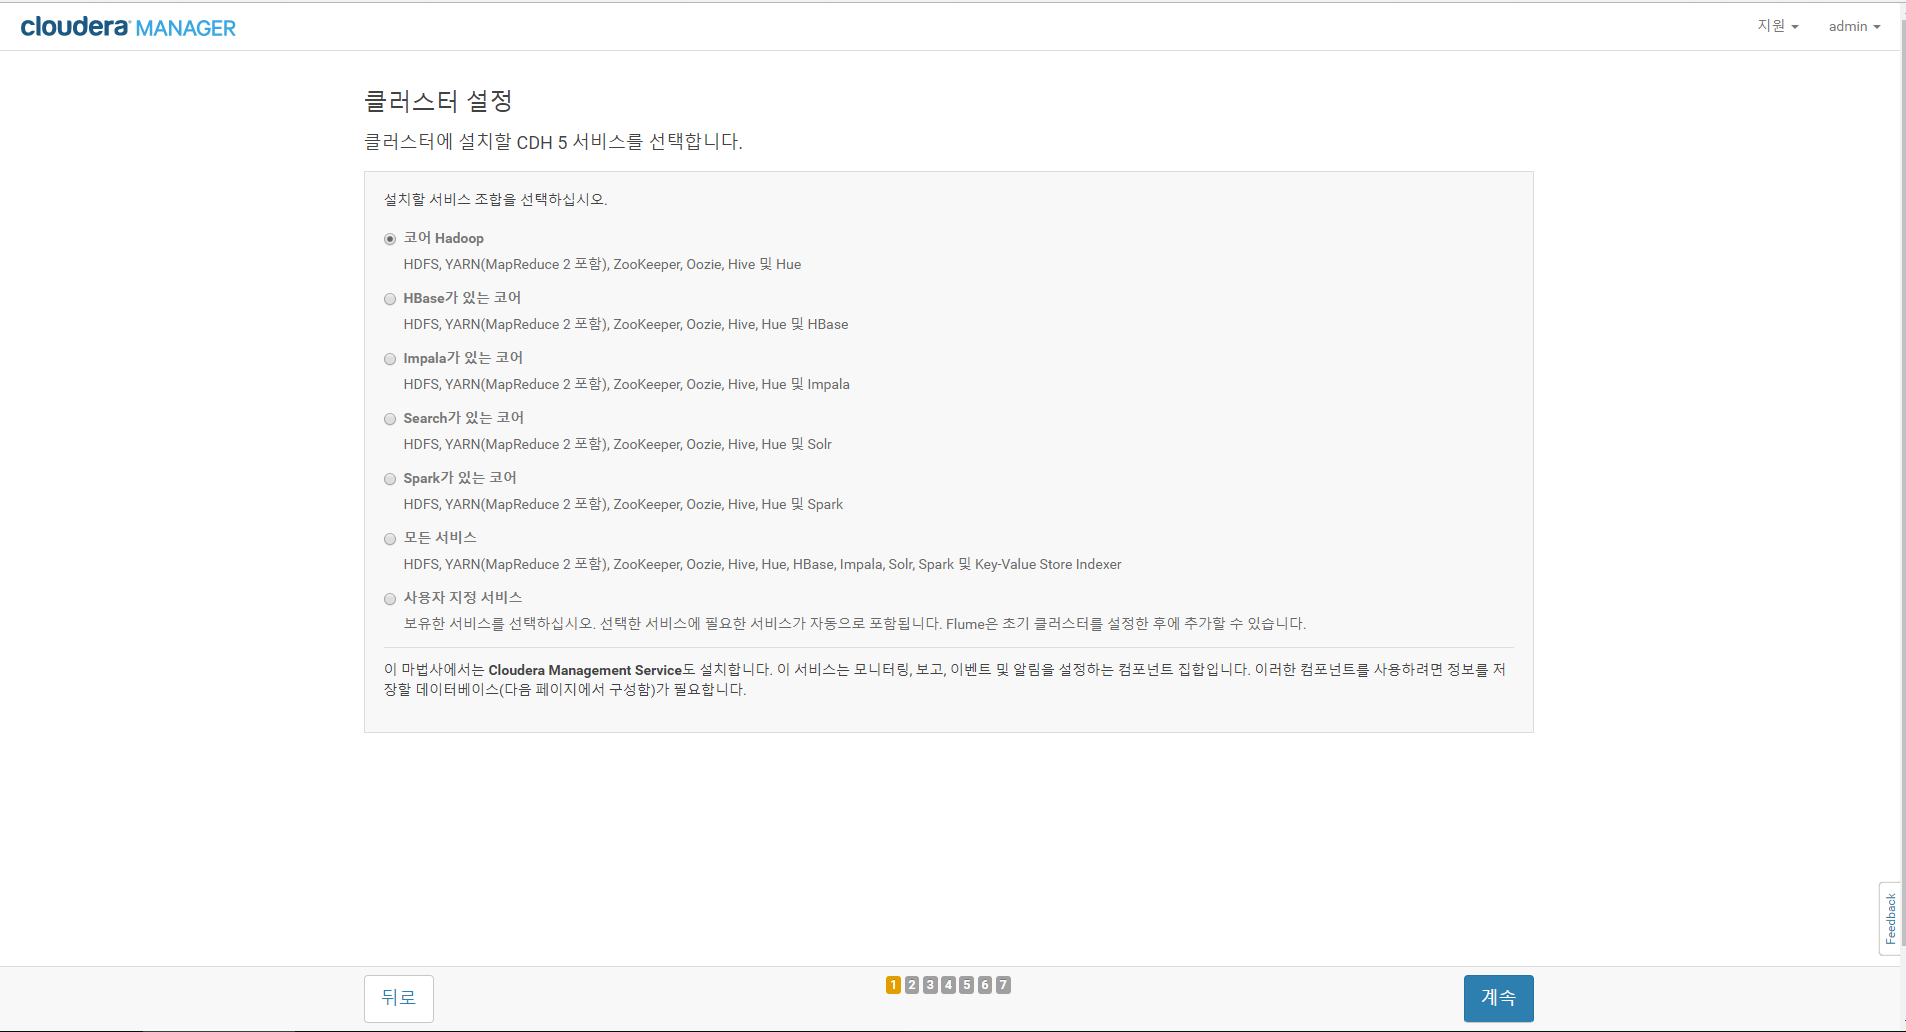 cloudera MANAGER
지원 admin
클러스터 설정
클러스터에 설치할 CDH 5 서비스를 선택합니다.
설치할 서비스 조합을 선택하십시오.
코어 Hadoop
HDFS, YARN(MapReduce 2 포함), ZooKeeper, Oozie, Hive 및 Hue
HBase가 있는 코어
HDFS, YARN(MapReduce 2 포함), ZooKeeper, Oozie, Hive, Hue 및 HBase
Impala가 있는 코어
HDFS, YARN(MapReduce 2 포함), ZooKeeper, Oozie, Hive, Hue 및 Impala
Search가 있는 코어
HDFS, YARN(MapReduce 2 포함), ZooKeeper, Oozie, Hive, Hue 및 Solr
Spark가 있는 코어
HDFS, YARN(MapReduce 2 포함), ZooKeeper, Oozie, Hive, Hue 및 Spark
모든 서비스
HDFS, YARN(MapReduce 2 포함), ZooKeeper, Oozie, Hive, Hue, HBase, Impala, Solr, Spark 및 Key-Value Store Indexer
사용자 지정 서비스
보유한 서비스를 선택하십시오. 선택한 서비스에 필요한 서비스가 자동으로 포함됩니다. Flume은 초기 클러스터를 설정한 후에 추가할 수 있습니다.
이 마법사에서는 Cloudera Management Service도 설치합니다. 이 서비스는 모니터링, 보고, 이벤트 및 알림을 설정하는 컴포넌트 집합입니다. 이러한 컴포넌트를 사용하려면 정보를 저
장할 데이터베이스(다음 페이지에서 구성함)가 필요합니다.
Feedback
뒤로
1 2 3 4 5 6 7
계속